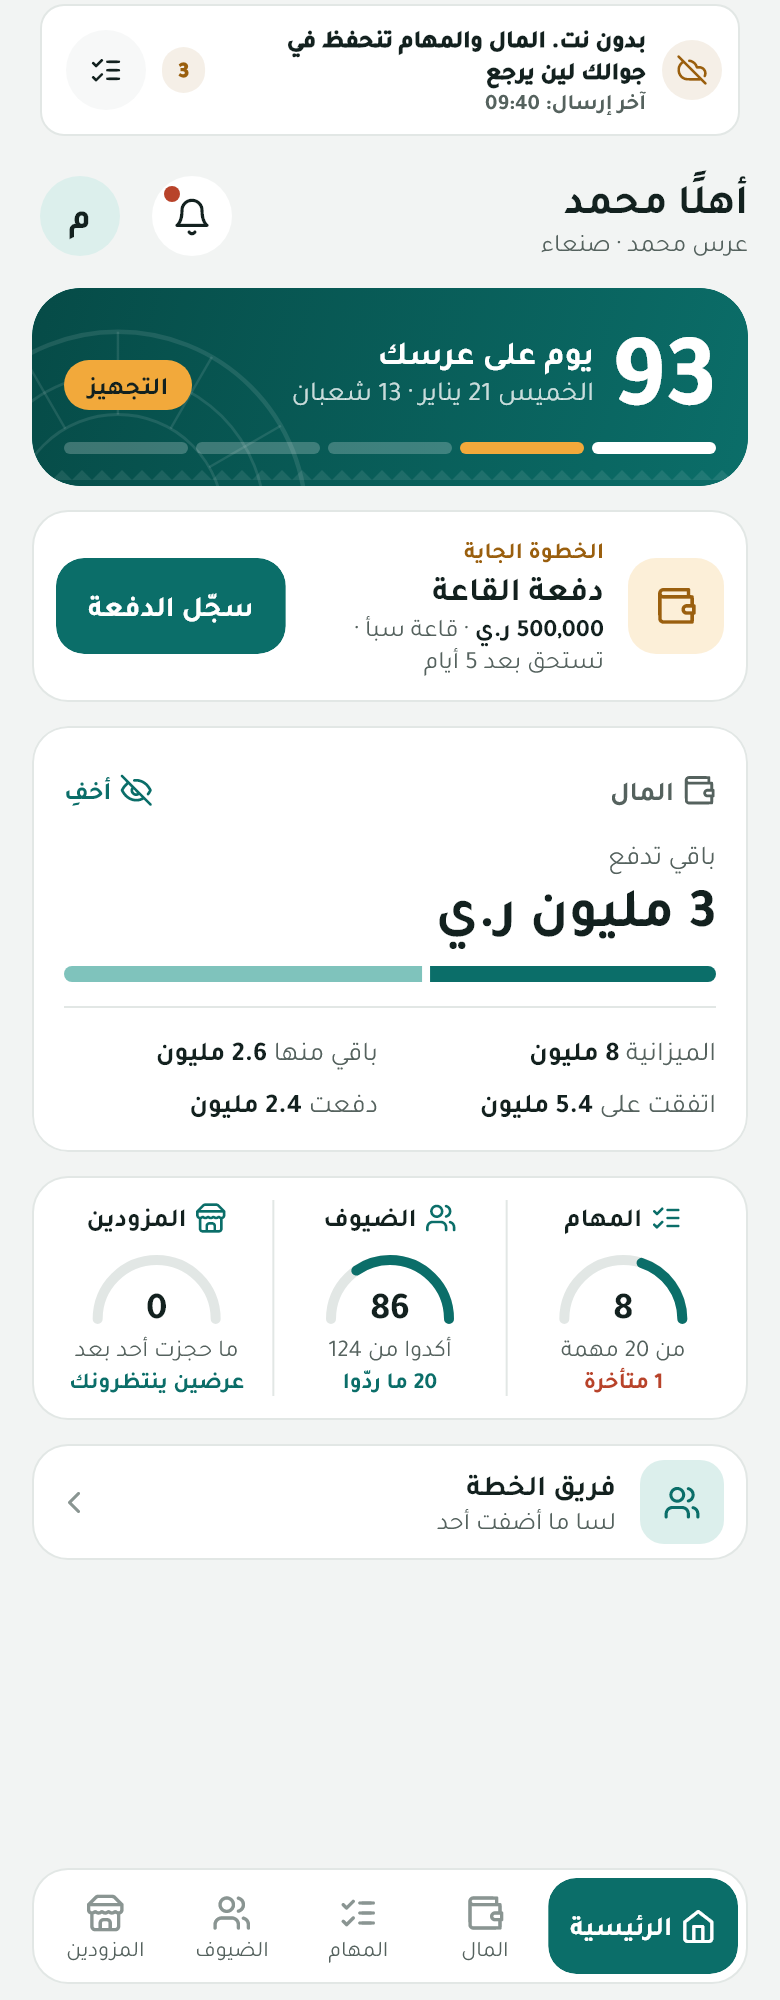 بدون نت. المال والمهام تنحفظ في
جوالك لين يرجع
آخر إرسال: 09:40
3
أهلًا محمد
عرس محمد · صنعاء
م
93
يوم على عرسك
الخميس 21 يناير · 13 شعبان
التجهيز
الخطوة الجاية
دفعة القاعة
500,000 ر.ي · قاعة سبأ ·
تستحق بعد 5 أيام
سجّل الدفعة
المال
أخفِ
باقي تدفع
3 مليون ر.ي
الميزانية 8 مليون
باقي منها 2.6 مليون
اتفقت على 5.4 مليون
دفعت 2.4 مليون
المهام
8
من 20 مهمة
1 متأخرة
الضيوف
86
أكدوا من 124
20 ما ردّوا
المزودين
0
ما حجزت أحد بعد
عرضين ينتظرونك
فريق الخطة
لسا ما أضفت أحد
الرئيسية
المال
المهام
الضيوف
المزودين